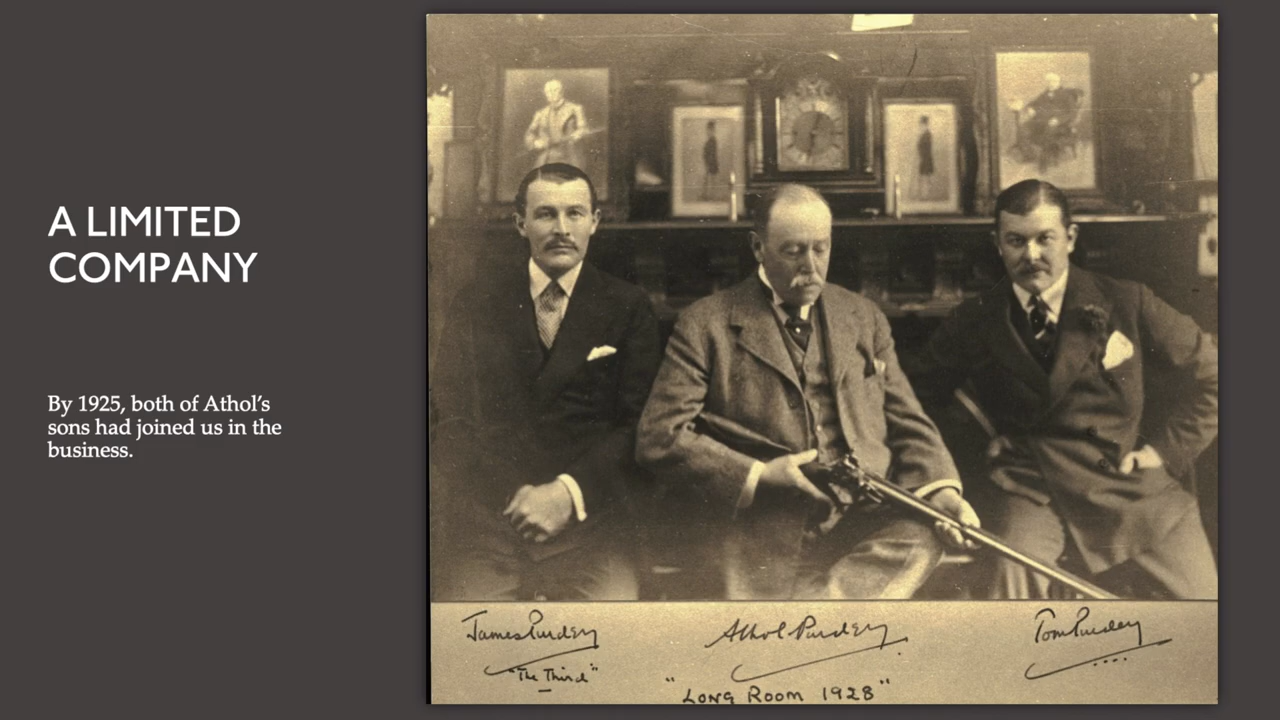 A LIMITED
COMPANY
By 1925, both of Athol’s
sons had joined us in the
business.
James Purdey
"The Third"
Athol Purdey
Tom Purdey
"LONG ROOM 1928"